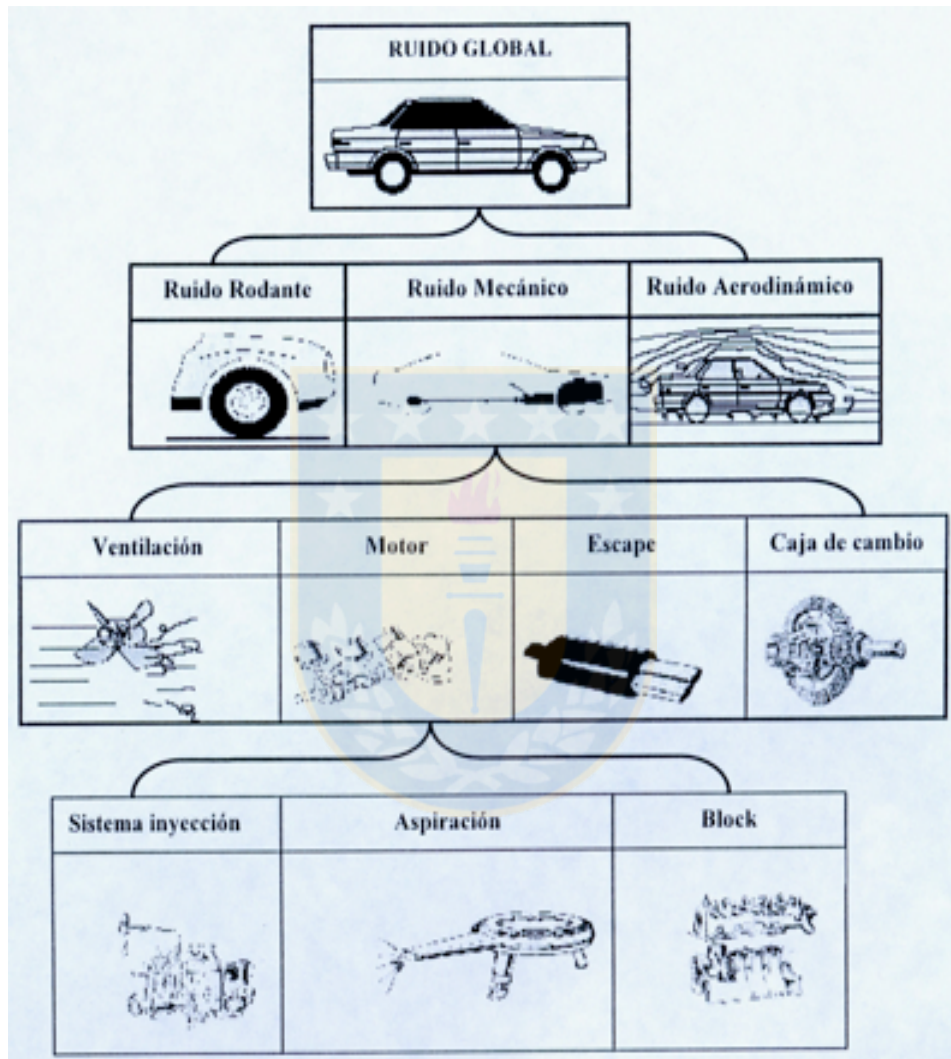 RUIDO GLOBAL
Ruido Rodante
Ruido Mecánico
Ruido Aerodinámico
Ventilación
Motor
Escape
Caja de cambio
Sistema inyección
Aspiración
Block